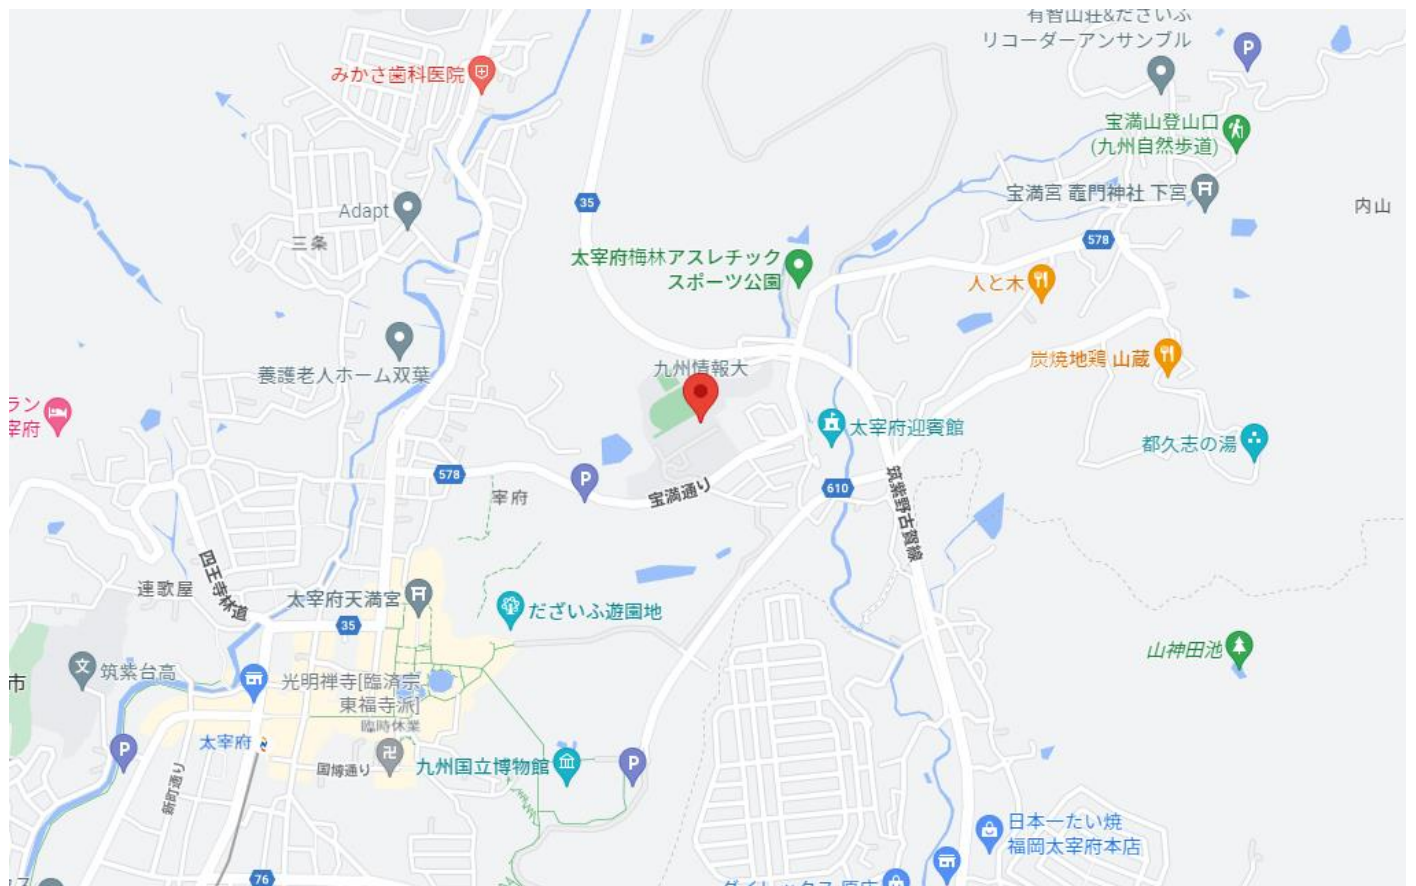 有智山荘&だざいふ
リコーダーアンサンブル
P
みかさ歯科医院
宝満山登山口
(九州自然歩道)
宝満宮 竈門神社 下宮
内山
35
Adapt
三条
578
太宰府梅林アスレチック
スポーツ公園
人と木
養護老人ホーム双葉
九州情報大
炭焼地鶏 山蔵
ラン
宰府
太宰府迎賓館
都久志の湯
578
P
宰府
宝満通り
610
筑紫野古賀線
四王寺林道
連歌屋
太宰府天満宮
35
だざいふ遊園地
山神田池
筑紫台高
市
光明禅寺[臨済宗
東福寺派]
臨時休業
太宰府
P
国博通り
九州国立博物館
P
新町通り
日本一たい焼
福岡太宰府本店
76